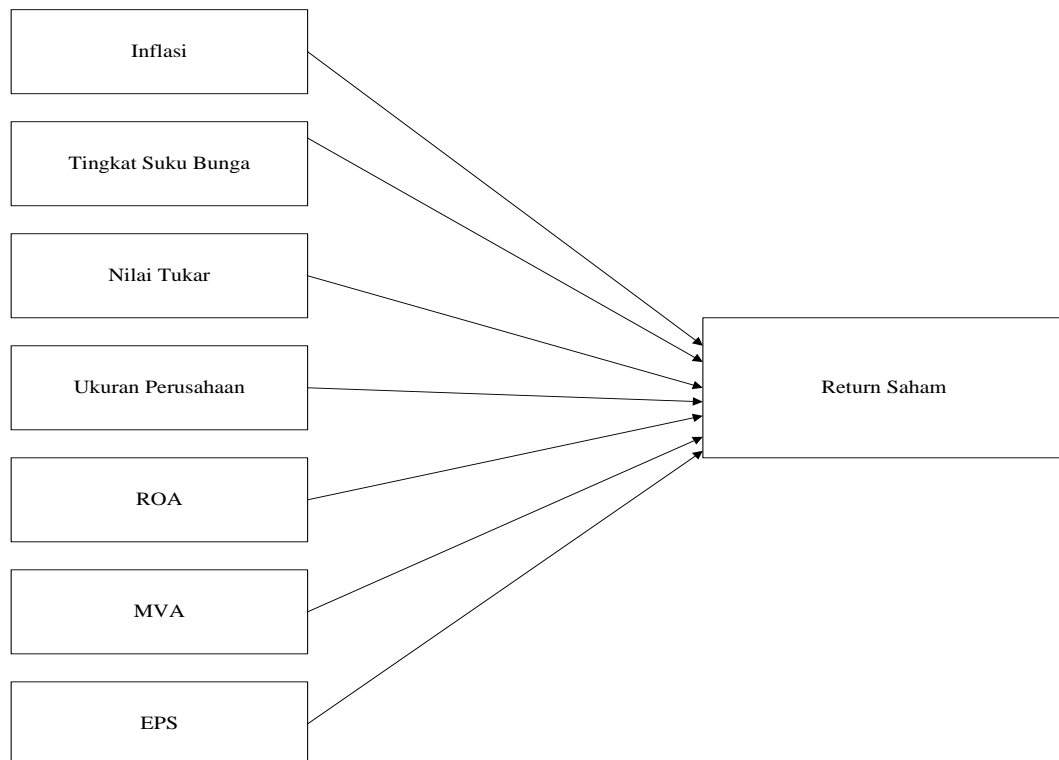 Inflasi
Tingkat Suku Bunga
Nilai Tukar
Ukuran Perusahaan
Return Saham
ROA
MVA
EPS